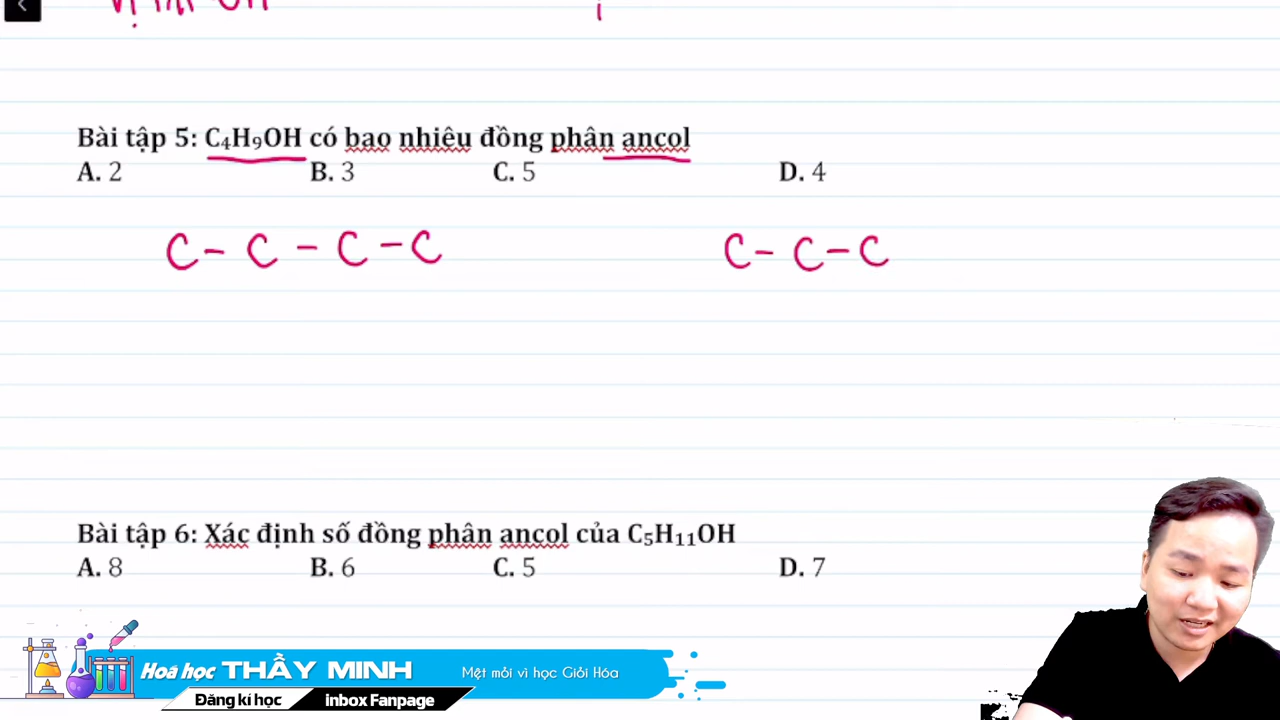 Bài tập 5: C₄H₉OH có bao nhiêu đồng phân ancol
A. 2 B. 3 C. 5 D. 4
C - C - C - C C - C - C
Bài tập 6: Xác định số đồng phân ancol của C₅H₁₁OH
A. 8 B. 6 C. 5 D. 7
Hoá học THẦY MINH Mệt mỏi vì học Giỏi Hóa
Đăng kí học inbox Fanpage